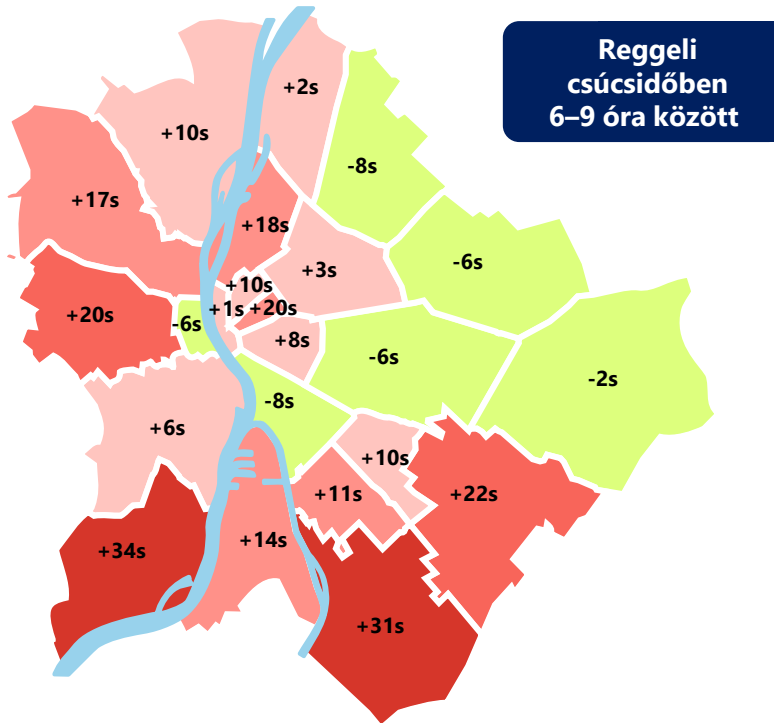 Reggeli
csúcsidőben
6–9 óra között
+2s
+10s
-8s
+17s
+18s
-6s
+3s
+10s
+1s
+20s
+20s
-6s
+8s
-6s
-2s
-8s
+6s
+10s
+11s
+22s
+14s
+34s
+31s